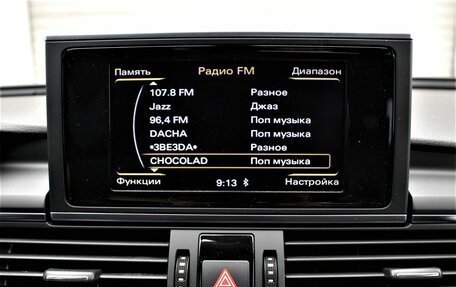 Память Радио FM Диапазон
107.8 FM Разное
Jazz Джаз
96,4 FM Поп музыка
DACHA Поп музыка
•ЗВЕЗДА• Разное
CHOCOLAD Поп музыка
Функции 9:13 Настройка